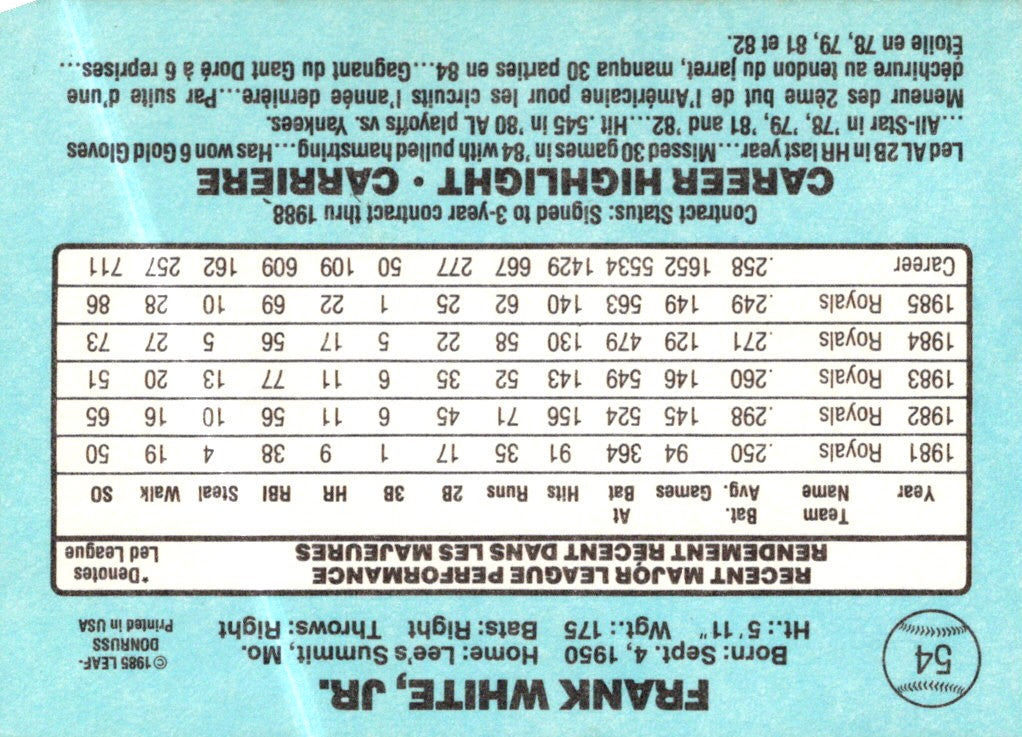 54
FRANK WHITE, JR.
Born: Sept. 4, 1950 Home: Lee's Summit, Mo.
Ht.: 5'11" Wgt.: 175 Bats: Right Throws: Right
©1985 LEAF-
DONRUSS
Printed in USA
RECENT MAJOR LEAGUE PERFORMANCE
RENDEMENT RÉCENT DANS LES MAJEURES
*Denotes
Led League
Year Team Name Bat. Avg. Games At Bat Hits Runs 2B 3B HR RBI Steal Walk SO
1981 Royals .250 94 364 91 35 17 1 9 38 4 19 50
1982 Royals .298 145 524 156 71 45 6 11 56 10 16 65
1983 Royals .260 146 549 143 52 35 6 11 77 13 20 51
1984 Royals .271 129 479 130 58 22 5 17 56 5 27 73
1985 Royals .249 149 563 140 62 25 1 22 69 10 28 86
Career .258 1652 5534 1429 667 277 50 109 609 162 257 711
Contract Status: Signed to 3-year contract thru 1988
CAREER HIGHLIGHT · CARRIERE
Led AL 2B in HR last year...Missed 30 games in '84 with pulled hamstring...Has won 6 Gold Gloves
...All-Star in '78, '79, '81 and '82...Hit .545 in '80 AL playoffs vs. Yankees.
Meneur des 2ème but de l'Américaine pour les circuits l'année dernière...Par suite d'une
déchirure au tendon du jarret, manqua 30 parties en 84...Gagnant du Gant Doré à 6 reprises...
Étoile en 78, '79, 81 et 82.